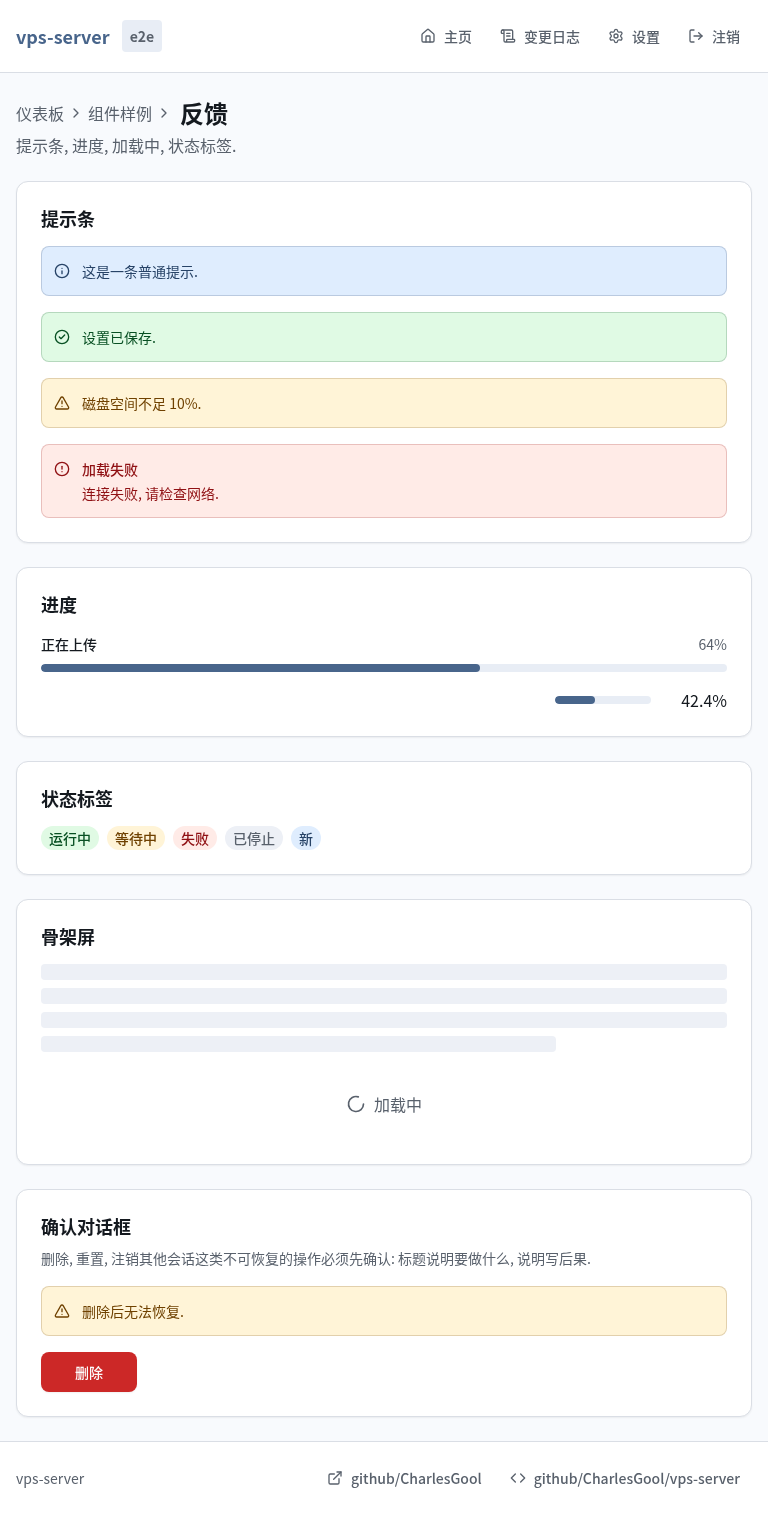 vps-server e2e 主页 变更日志 设置 注销
仪表板 组件样例 反馈
提示条, 进度, 加载中, 状态标签.
提示条
这是一条普通提示.
设置已保存.
磁盘空间不足 10%.
加载失败
连接失败, 请检查网络.
进度
正在上传 64%
42.4%
状态标签
运行中 等待中 失败 已停止 新
骨架屏
加载中
确认对话框
删除, 重置, 注销其他会话这类不可恢复的操作必须先确认: 标题说明要做什么, 说明写后果.
删除后无法恢复.
删除
vps-server github/CharlesGool github/CharlesGool/vps-server